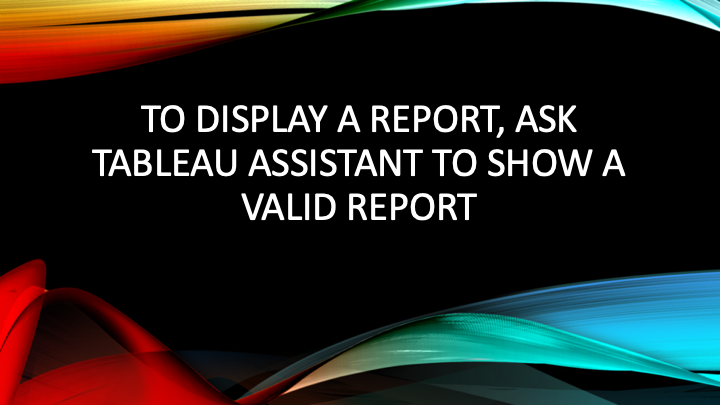 TO DISPLAY A REPORT, ASK
TABLEAU ASSISTANT TO SHOW A
VALID REPORT